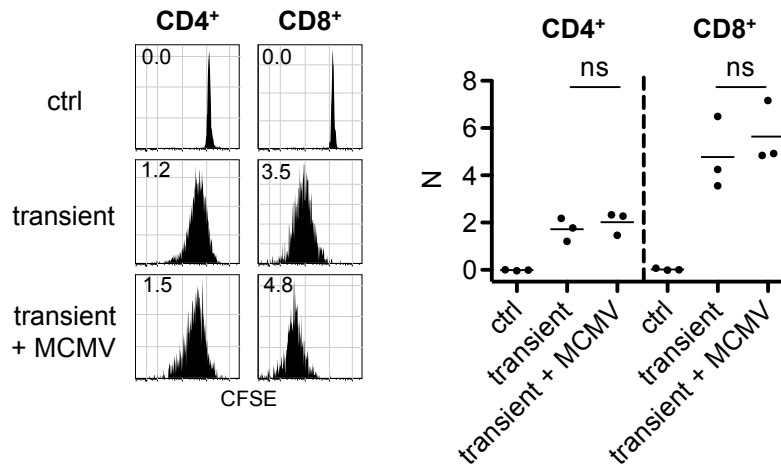 CD4+ CD8+
ctrl 0.0 0.0
transient 1.2 3.5
transient
+ MCMV 1.5 4.8
CFSE
CD4+ CD8+
ns ns
N
8
6
4
2
0
ctrl
transient
transient + MCMV
ctrl
transient
transient + MCMV